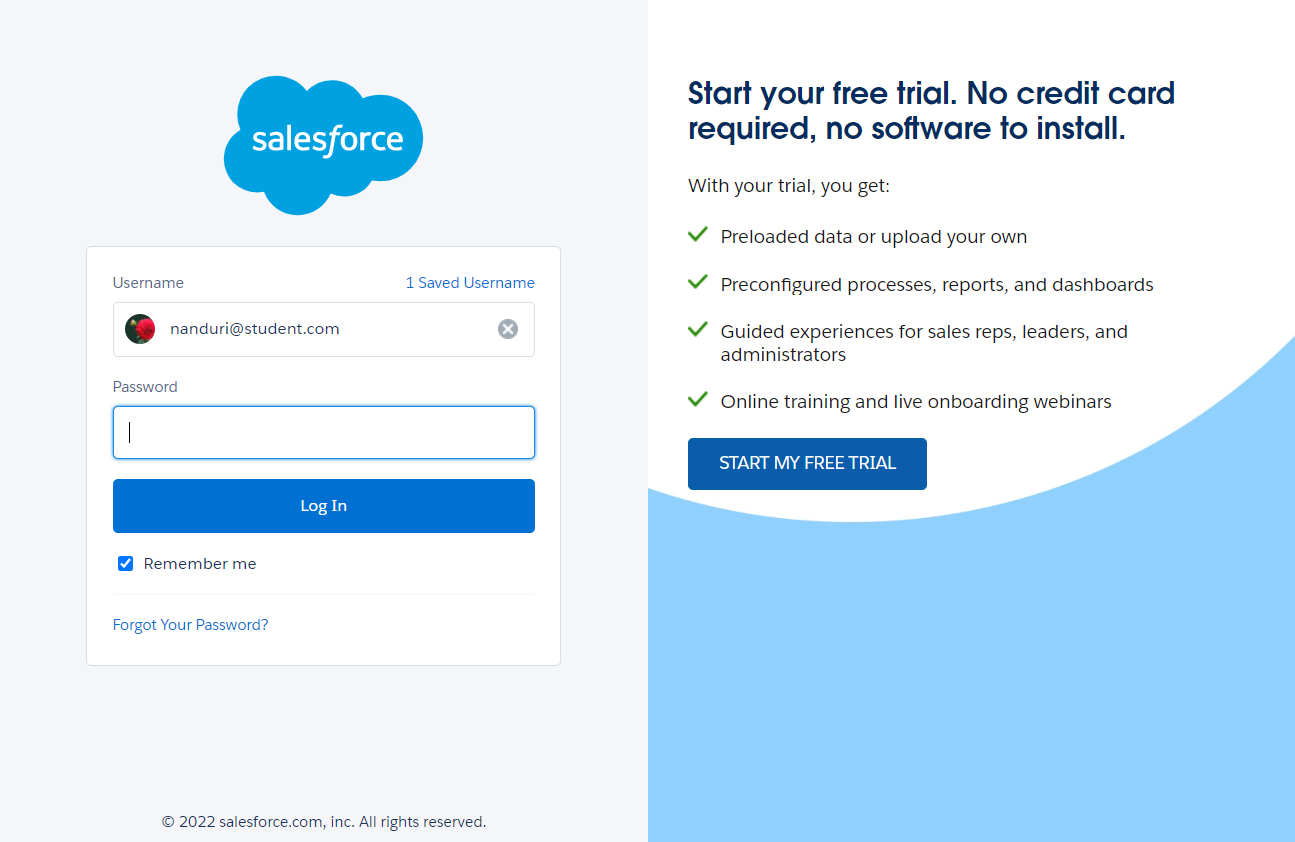 salesforce
Username
1 Saved Username
nanduri@student.com
Password
Log In
Remember me
Forgot Your Password?
© 2022 salesforce.com, inc. All rights reserved.
Start your free trial. No credit card
required, no software to install.
With your trial, you get:
Preloaded data or upload your own
Preconfigured processes, reports, and dashboards
Guided experiences for sales reps, leaders, and
administrators
Online training and live onboarding webinars
START MY FREE TRIAL